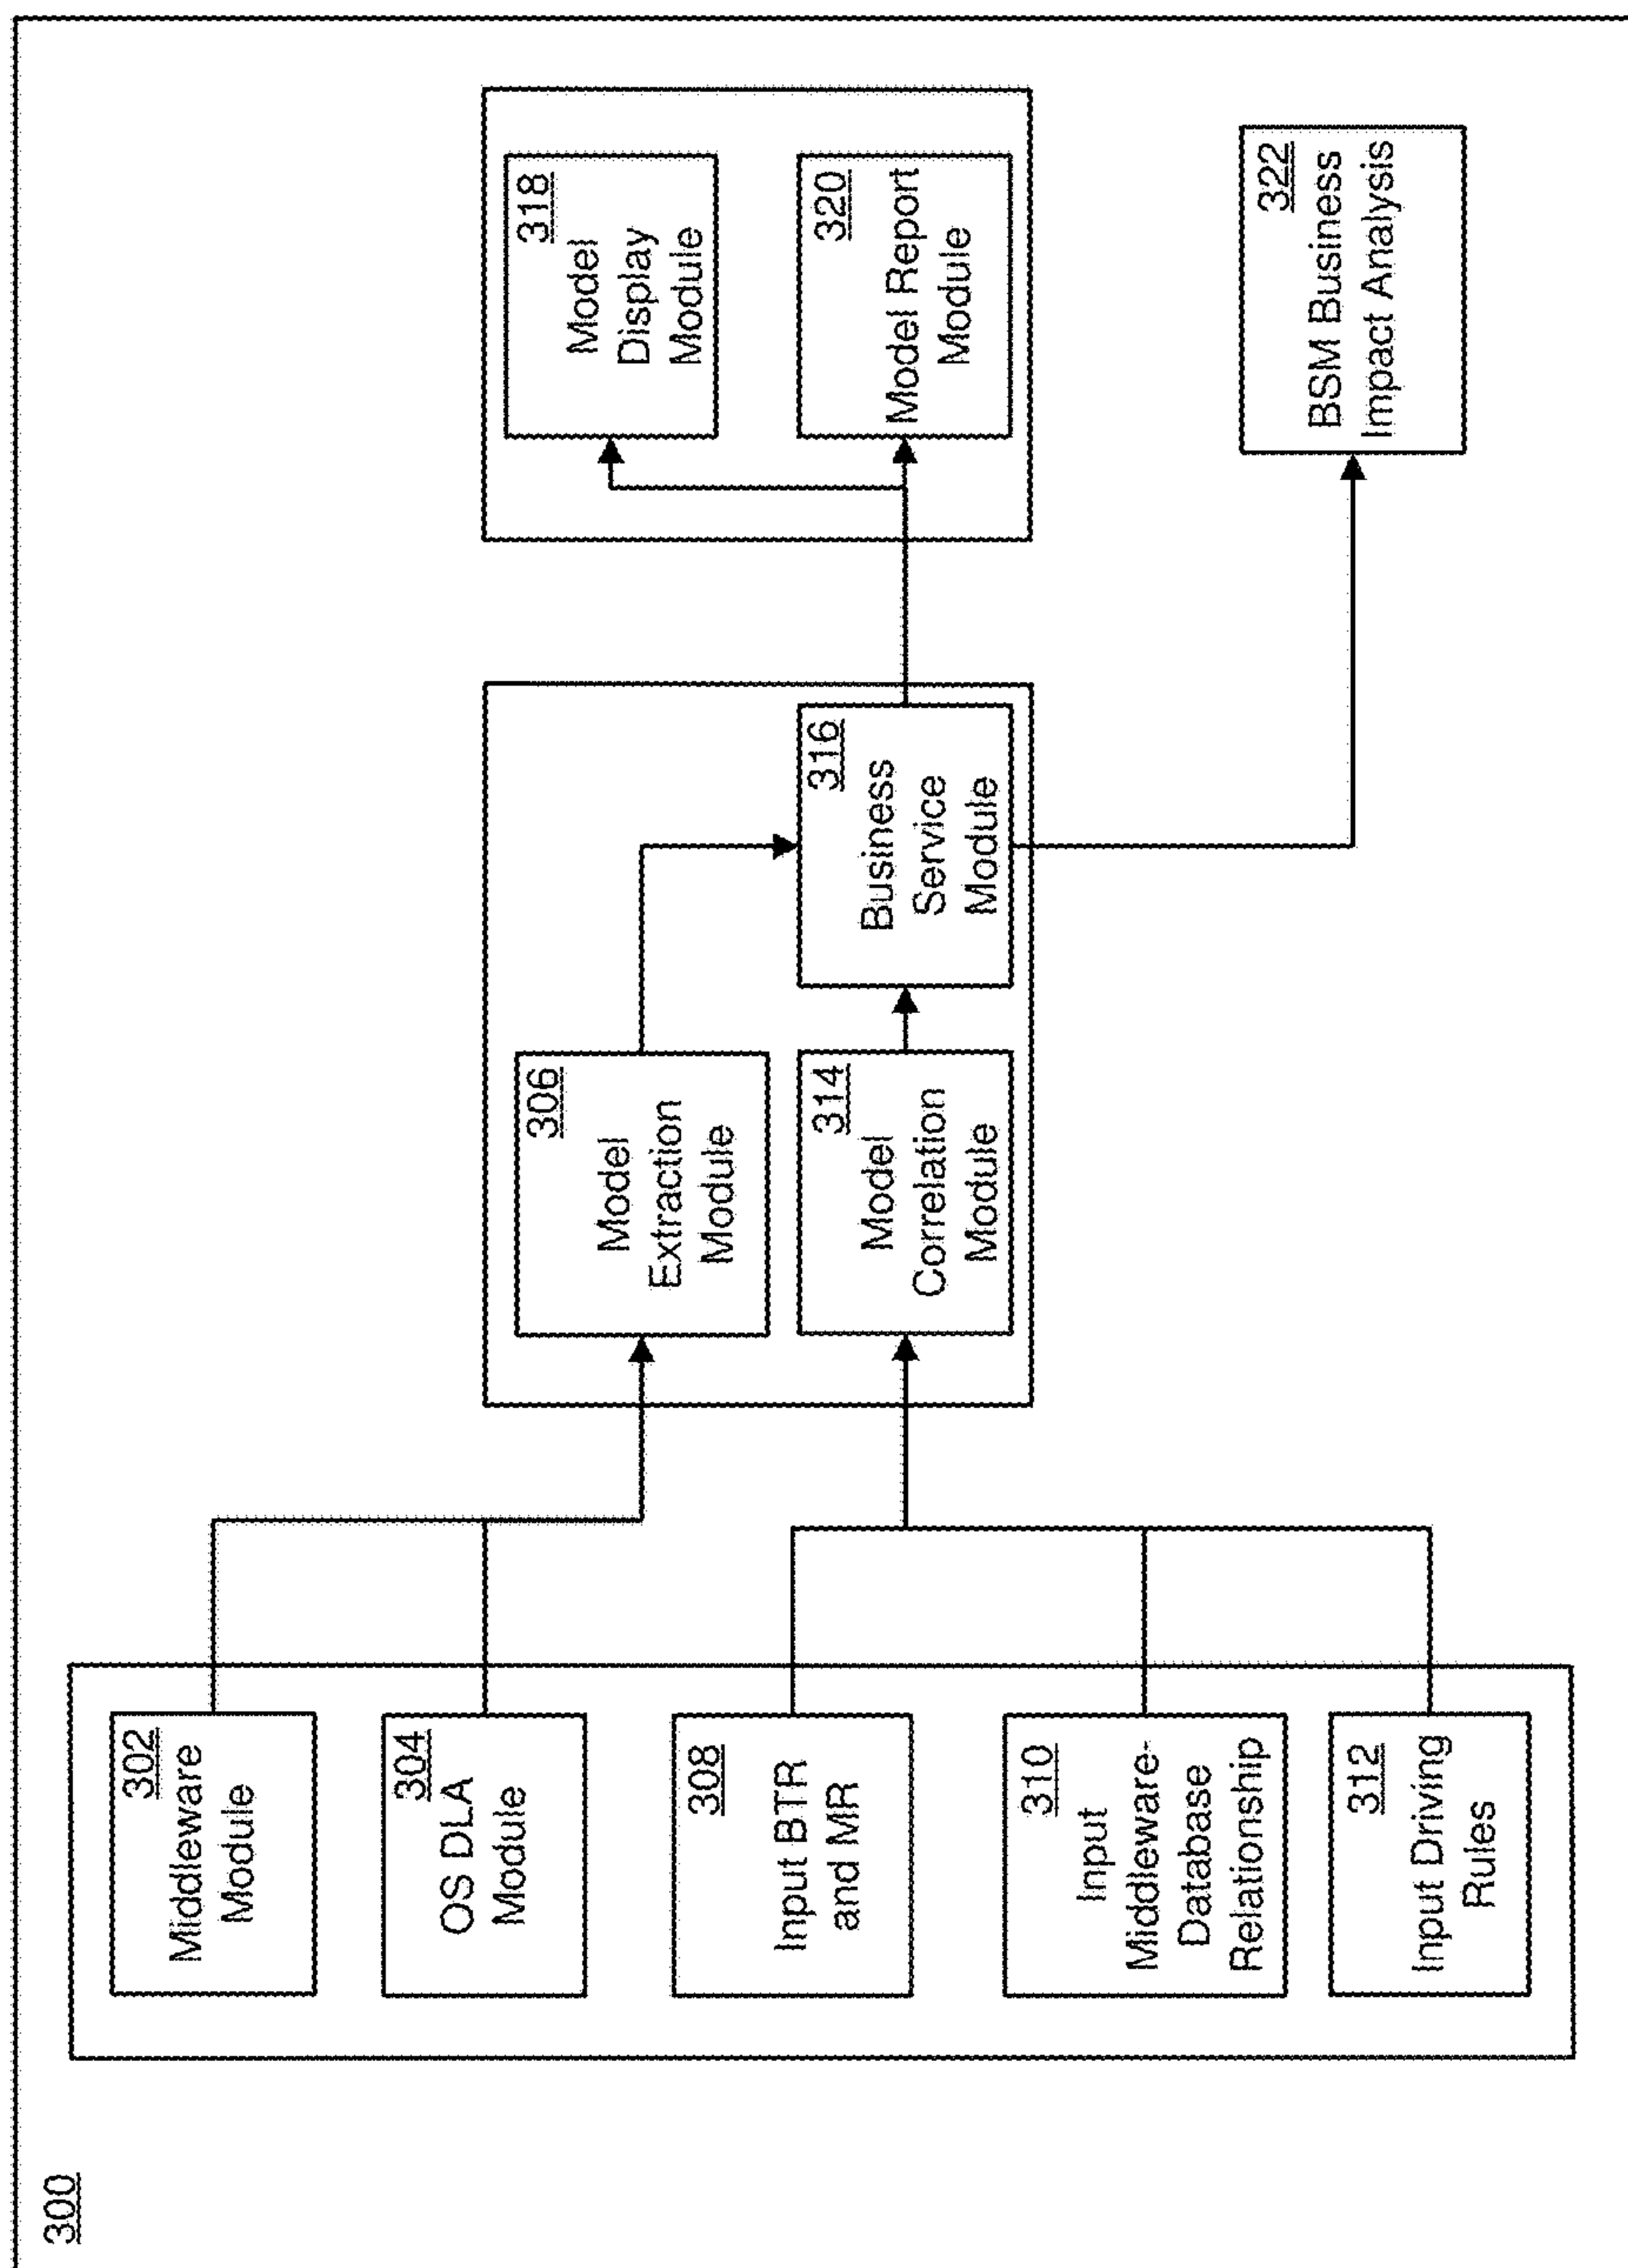 300
302
Middleware
Module
304
OS DLA
Module
308
Input BTR
and MR
310
Input
Middleware-
Database
Relationship
312
Input Driving
Rules
306
Model
Extraction
Module
314
Model
Correlation
Module
316
Business
Service
Module
318
Model
Display
Module
320
Model Report
Module
322
BSM Business
Impact Analysis